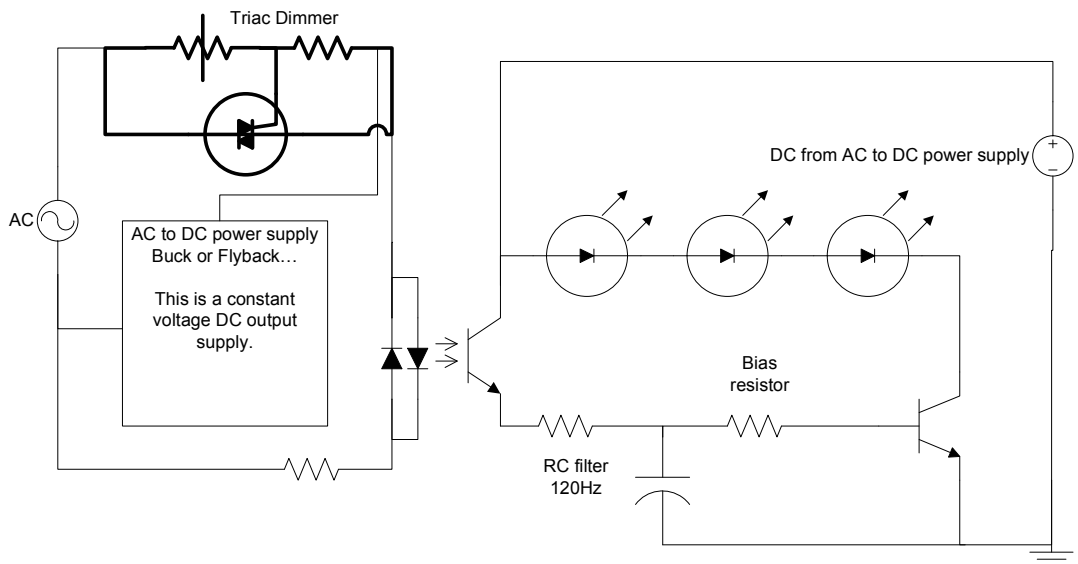 Triac Dimmer
DC from AC to DC power supply
+
−
AC
AC to DC power supply
Buck or Flyback…
This is a constant
voltage DC output
supply.
Bias
resistor
RC filter
120Hz